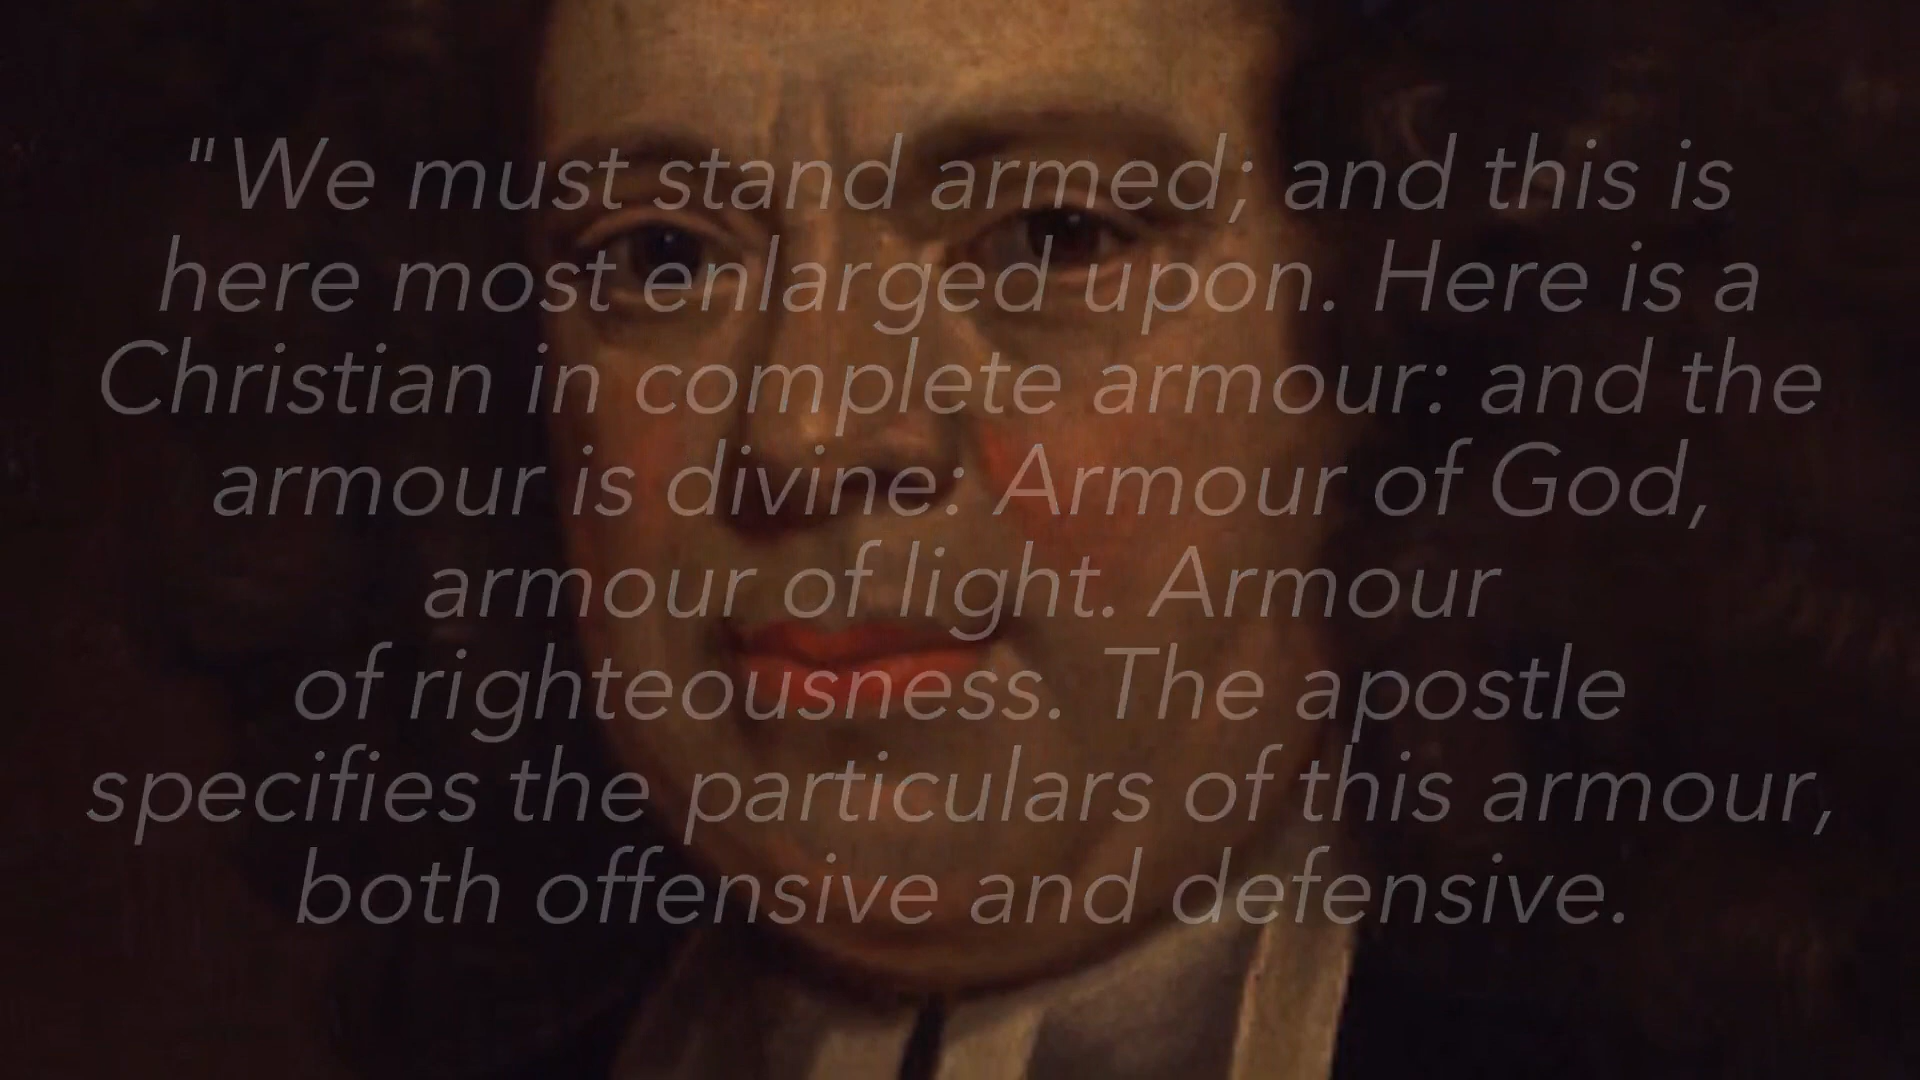 "We must stand armed; and this is
here most enlarged upon. Here is a
Christian in complete armour: and the
armour is divine: Armour of God,
armour of light. Armour
of righteousness. The apostle
specifies the particulars of this armour,
both offensive and defensive.